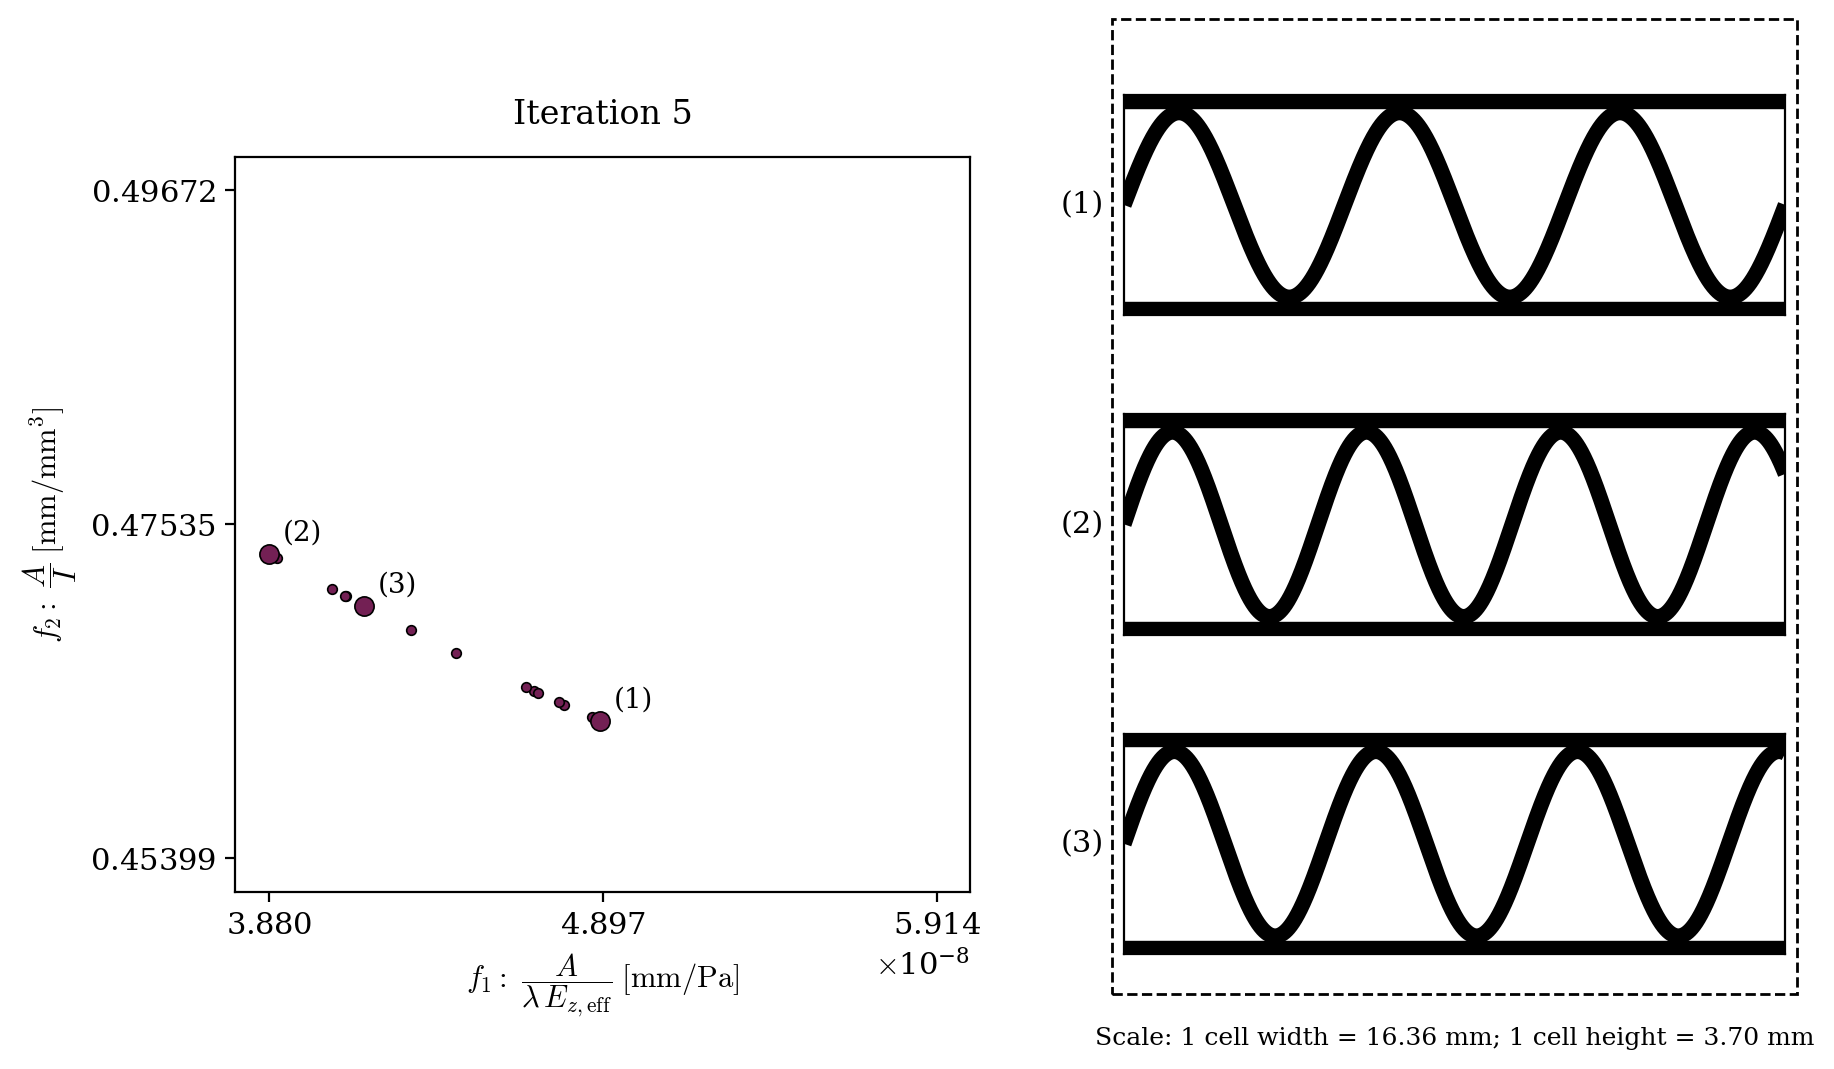 Iteration 5
0.49672
0.47535
0.45399
f₂ : A/I [mm/mm³]
(2)
(3)
(1)
3.880 4.897 5.914
×10⁻⁸
f₁ : A/(λ E_z,eff) [mm/Pa]
(1)
(2)
(3)
Scale: 1 cell width = 16.36 mm; 1 cell height = 3.70 mm